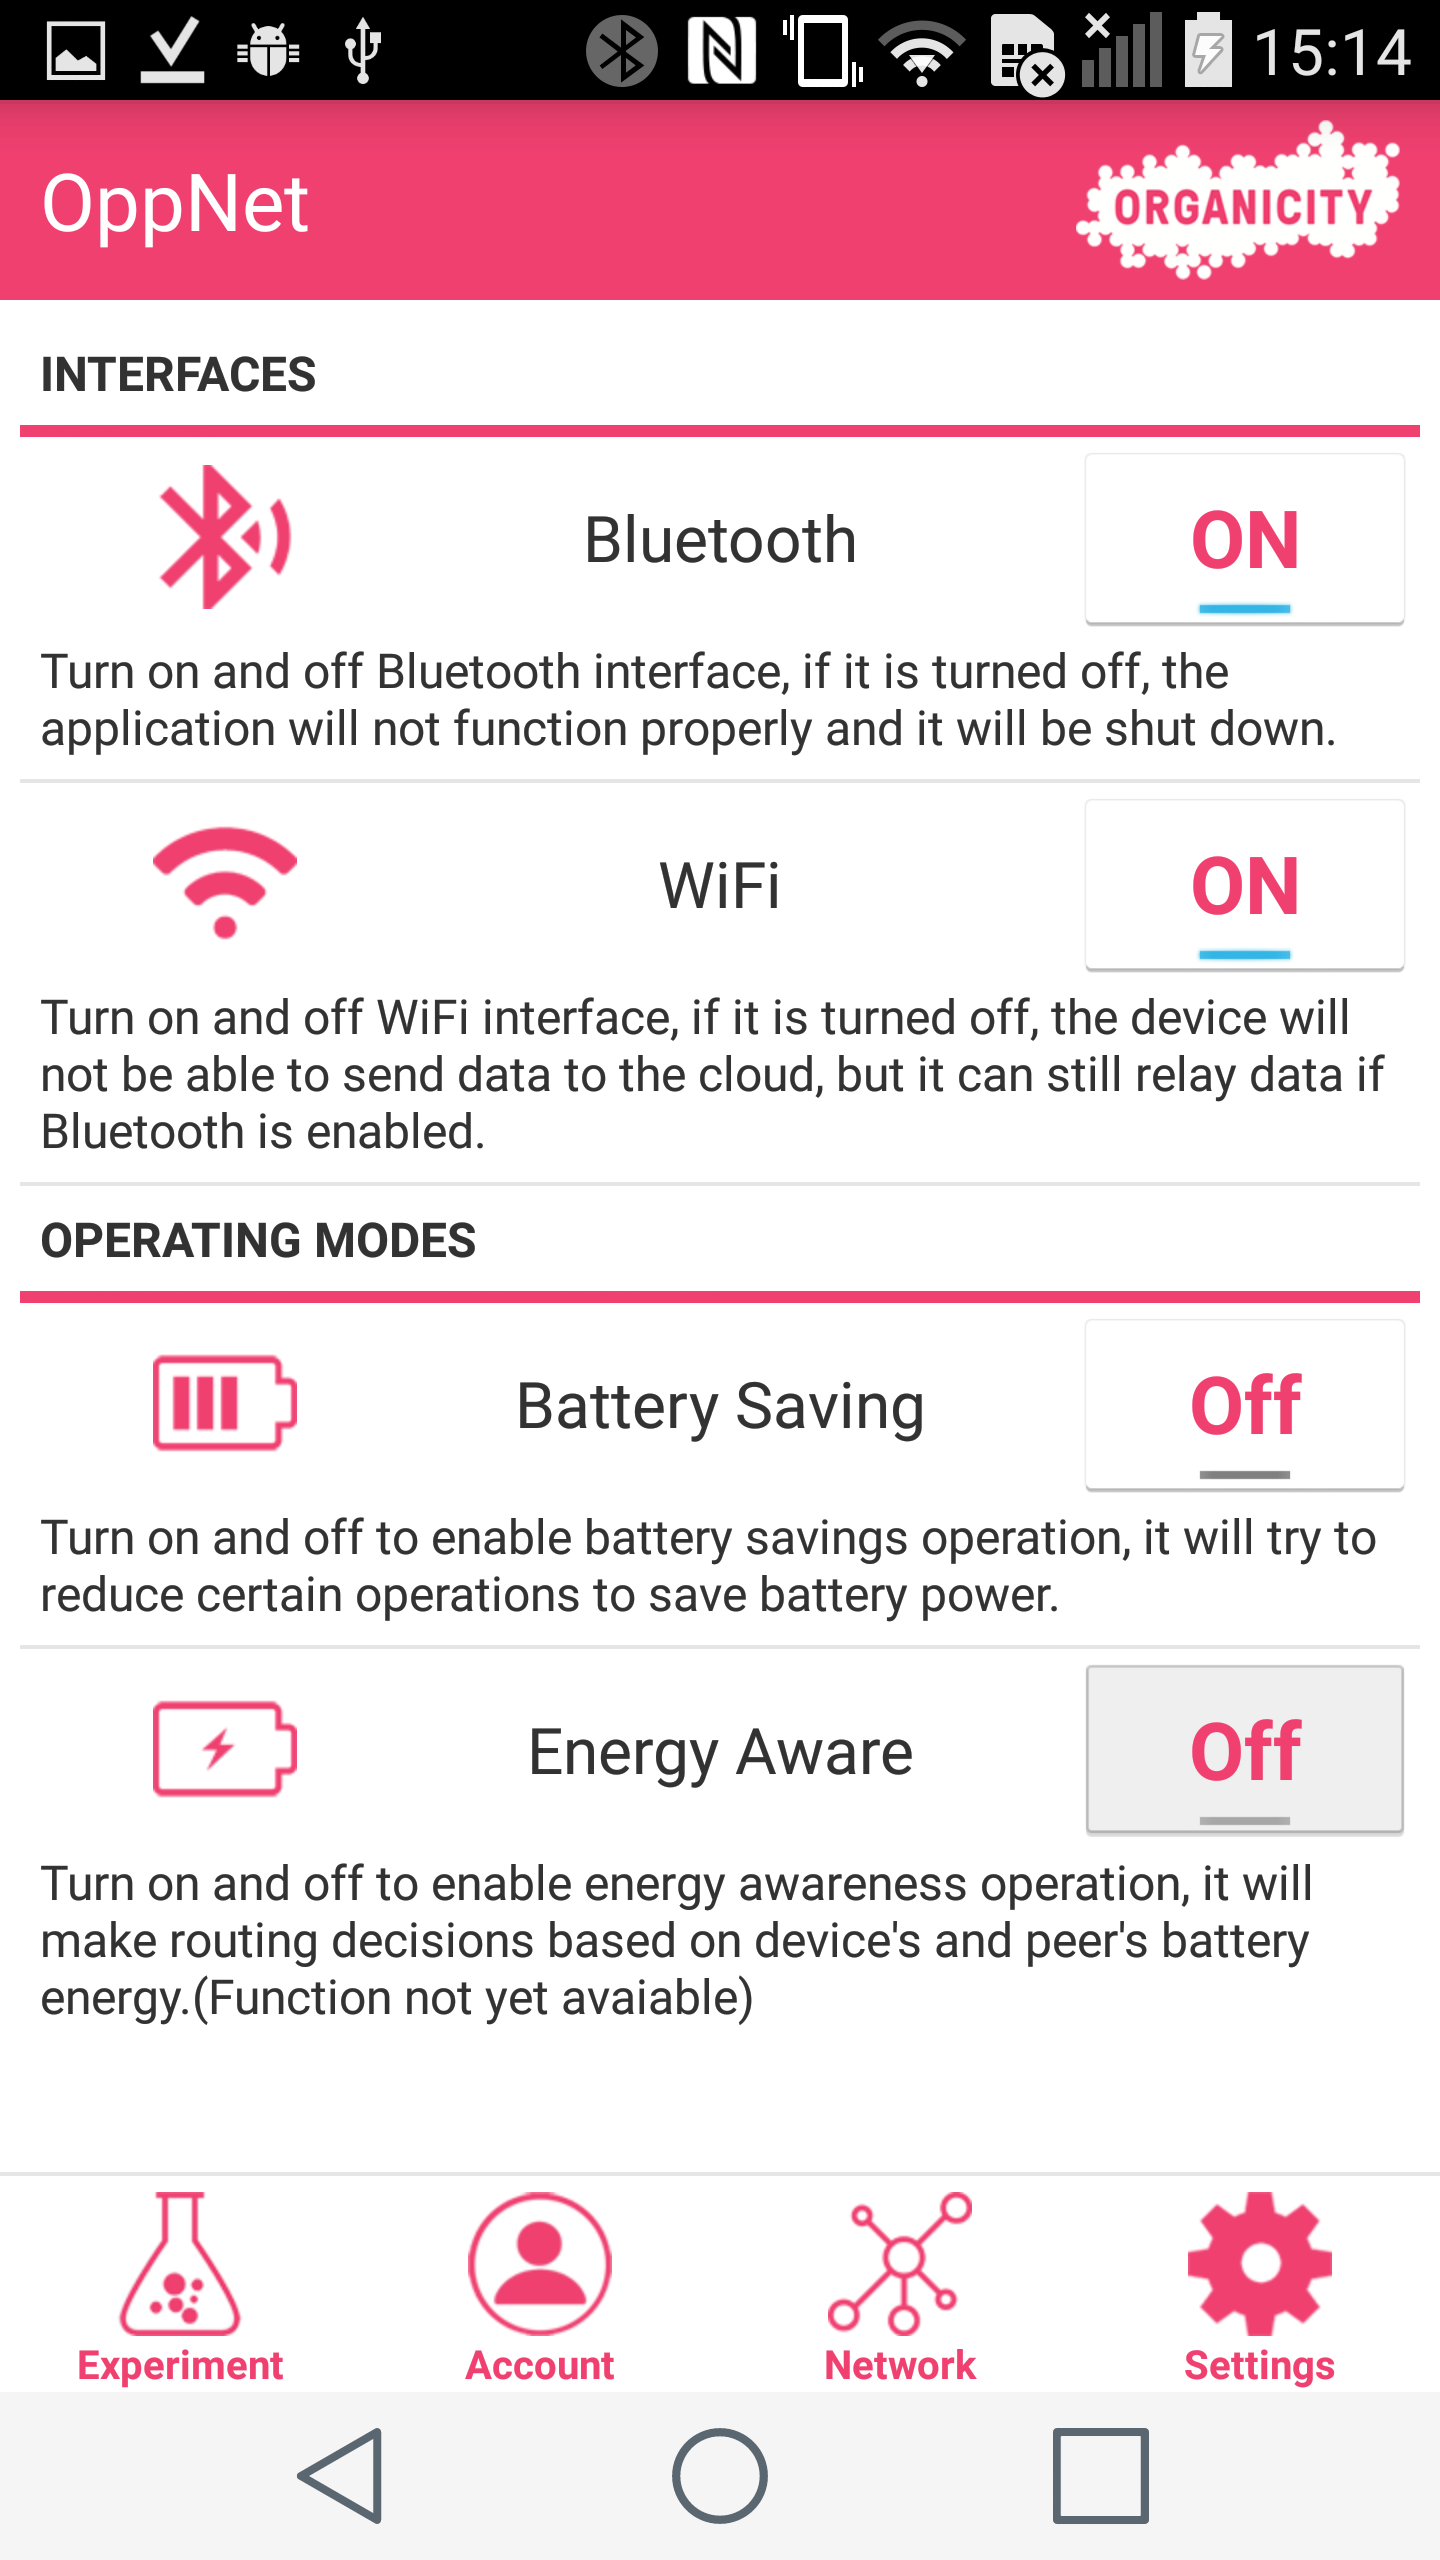 15:14
OppNet
ORGANICITY
INTERFACES
Bluetooth
ON
Turn on and off Bluetooth interface, if it is turned off, the
application will not function properly and it will be shut down.
WiFi
ON
Turn on and off WiFi interface, if it is turned off, the device will
not be able to send data to the cloud, but it can still relay data if
Bluetooth is enabled.
OPERATING MODES
Battery Saving
Off
Turn on and off to enable battery savings operation, it will try to
reduce certain operations to save battery power.
Energy Aware
Off
Turn on and off to enable energy awareness operation, it will
make routing decisions based on device's and peer's battery
energy.(Function not yet avaiable)
Experiment
Account
Network
Settings